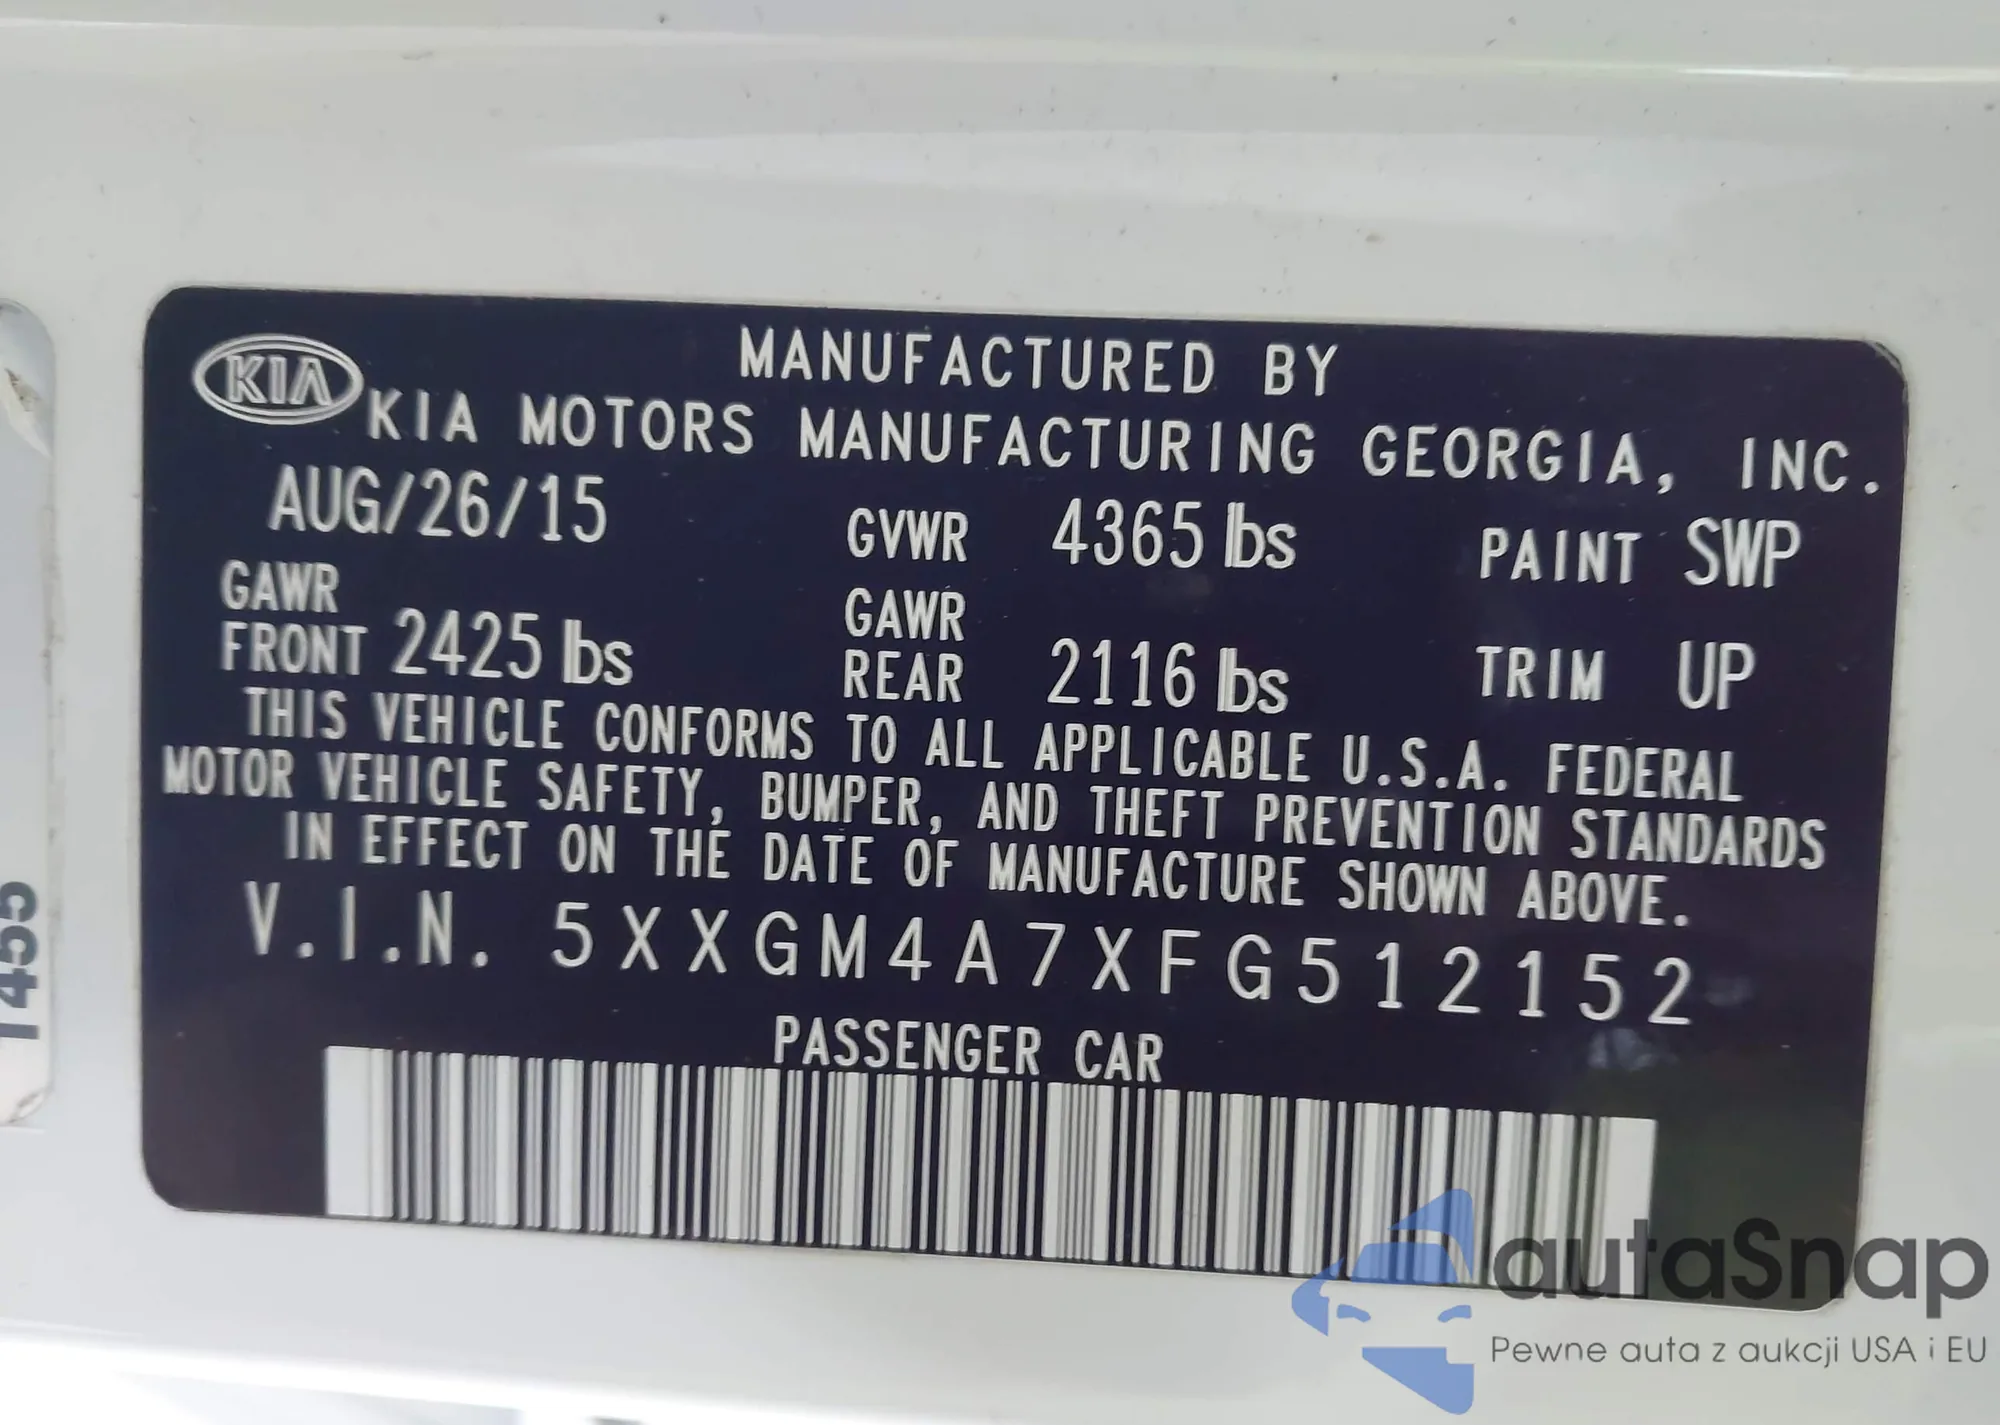 KIA
MANUFACTURED BY
KIA MOTORS MANUFACTURING GEORGIA, INC.
AUG/26/15 GVWR 4365 lbs PAINT SWP
GAWR FRONT 2425 lbs GAWR REAR 2116 lbs TRIM UP
THIS VEHICLE CONFORMS TO ALL APPLICABLE U.S.A. FEDERAL
MOTOR VEHICLE SAFETY, BUMPER, AND THEFT PREVENTION STANDARDS
IN EFFECT ON THE DATE OF MANUFACTURE SHOWN ABOVE.
V.I.N. 5XXGM4A7XFG512152
PASSENGER CAR
1455
autaSnap
Pewne auta z aukcji USA i EU